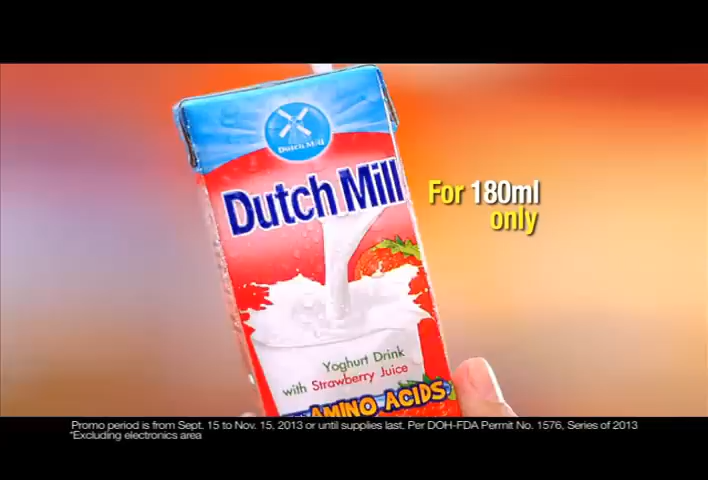 Dutch Mill
Dutch Mill
For 180ml
only
Yoghurt Drink
with Strawberry Juice
AMINO ACIDS
Promo period is from Sept. 15 to Nov. 15, 2013 or until supplies last. Per DOH-FDA Permit No. 1576, Series of 2013
*Excluding electronics area